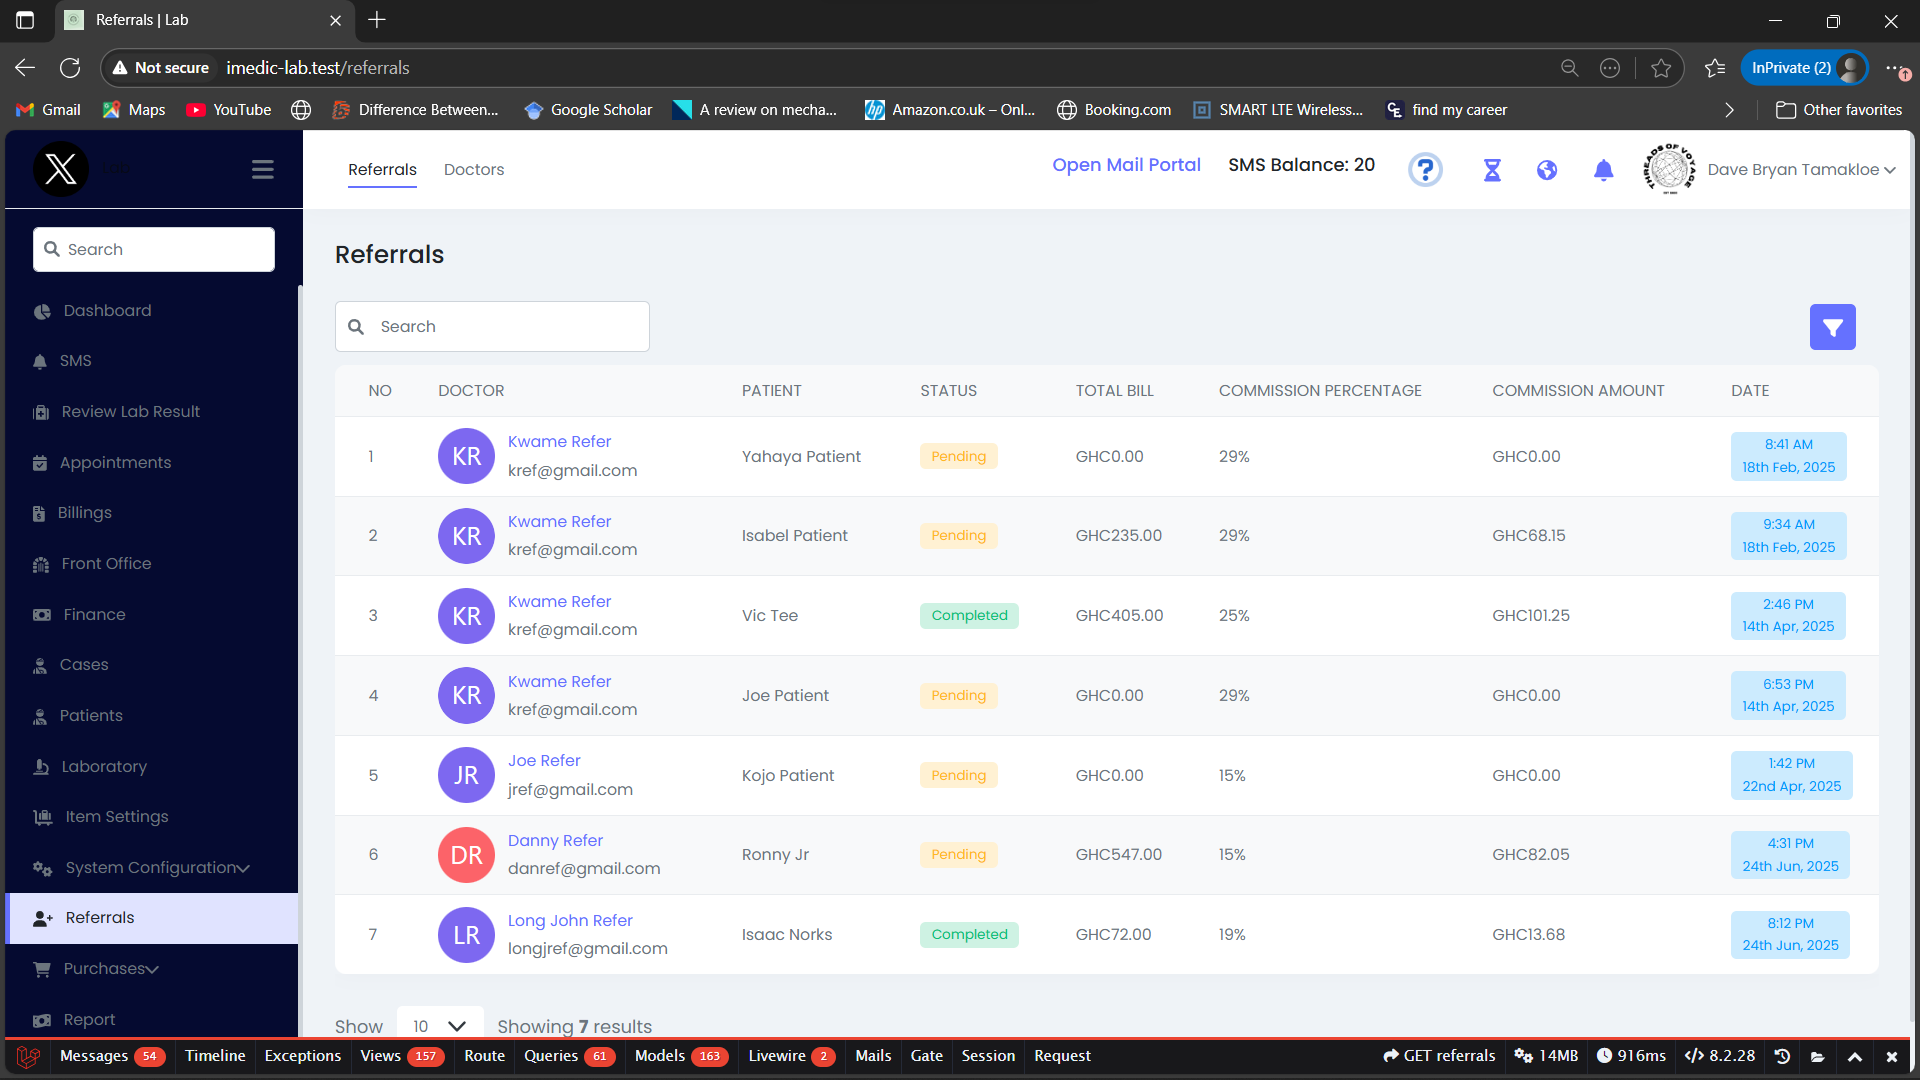 Referrals | Lab
Not secure
imedic-lab.test/referrals
InPrivate (2)
Gmail
Maps
YouTube
Difference Between...
Google Scholar
A review on mecha...
Amazon.co.uk – Onl...
Booking.com
SMART LTE Wireless...
find my career
Other favorites
Referrals
Doctors
Open Mail Portal
SMS Balance: 20
THREADS OF VOYAGE
Dave Bryan Tamakloe
Search
Dashboard
SMS
Review Lab Result
Appointments
Billings
Front Office
Finance
Cases
Patients
Laboratory
Item Settings
System Configuration
Referrals
Purchases
Report
Referrals
Search
NO DOCTOR PATIENT STATUS TOTAL BILL COMMISSION PERCENTAGE COMMISSION AMOUNT DATE
1 KR Kwame Refer Yahaya Patient Pending GHC0.00 29% GHC0.00 8:41 AM
kref@gmail.com 18th Feb, 2025
2 KR Kwame Refer Isabel Patient Pending GHC235.00 29% GHC68.15 9:34 AM
kref@gmail.com 18th Feb, 2025
3 KR Kwame Refer Vic Tee Completed GHC405.00 25% GHC101.25 2:46 PM
kref@gmail.com 14th Apr, 2025
4 KR Kwame Refer Joe Patient Pending GHC0.00 29% GHC0.00 6:53 PM
kref@gmail.com 14th Apr, 2025
5 JR Joe Refer Kojo Patient Pending GHC0.00 15% GHC0.00 1:42 PM
jref@gmail.com 22nd Apr, 2025
6 DR Danny Refer Ronny Jr Pending GHC547.00 15% GHC82.05 4:31 PM
danref@gmail.com 24th Jun, 2025
7 LR Long John Refer Isaac Norks Completed GHC72.00 19% GHC13.68 8:12 PM
longjref@gmail.com 24th Jun, 2025
Show 10 Showing 7 results
Messages 54 Timeline Exceptions Views 157 Route Queries 61 Models 163 Livewire 2 Mails Gate Session Request GET referrals 14MB 916ms 8.2.28